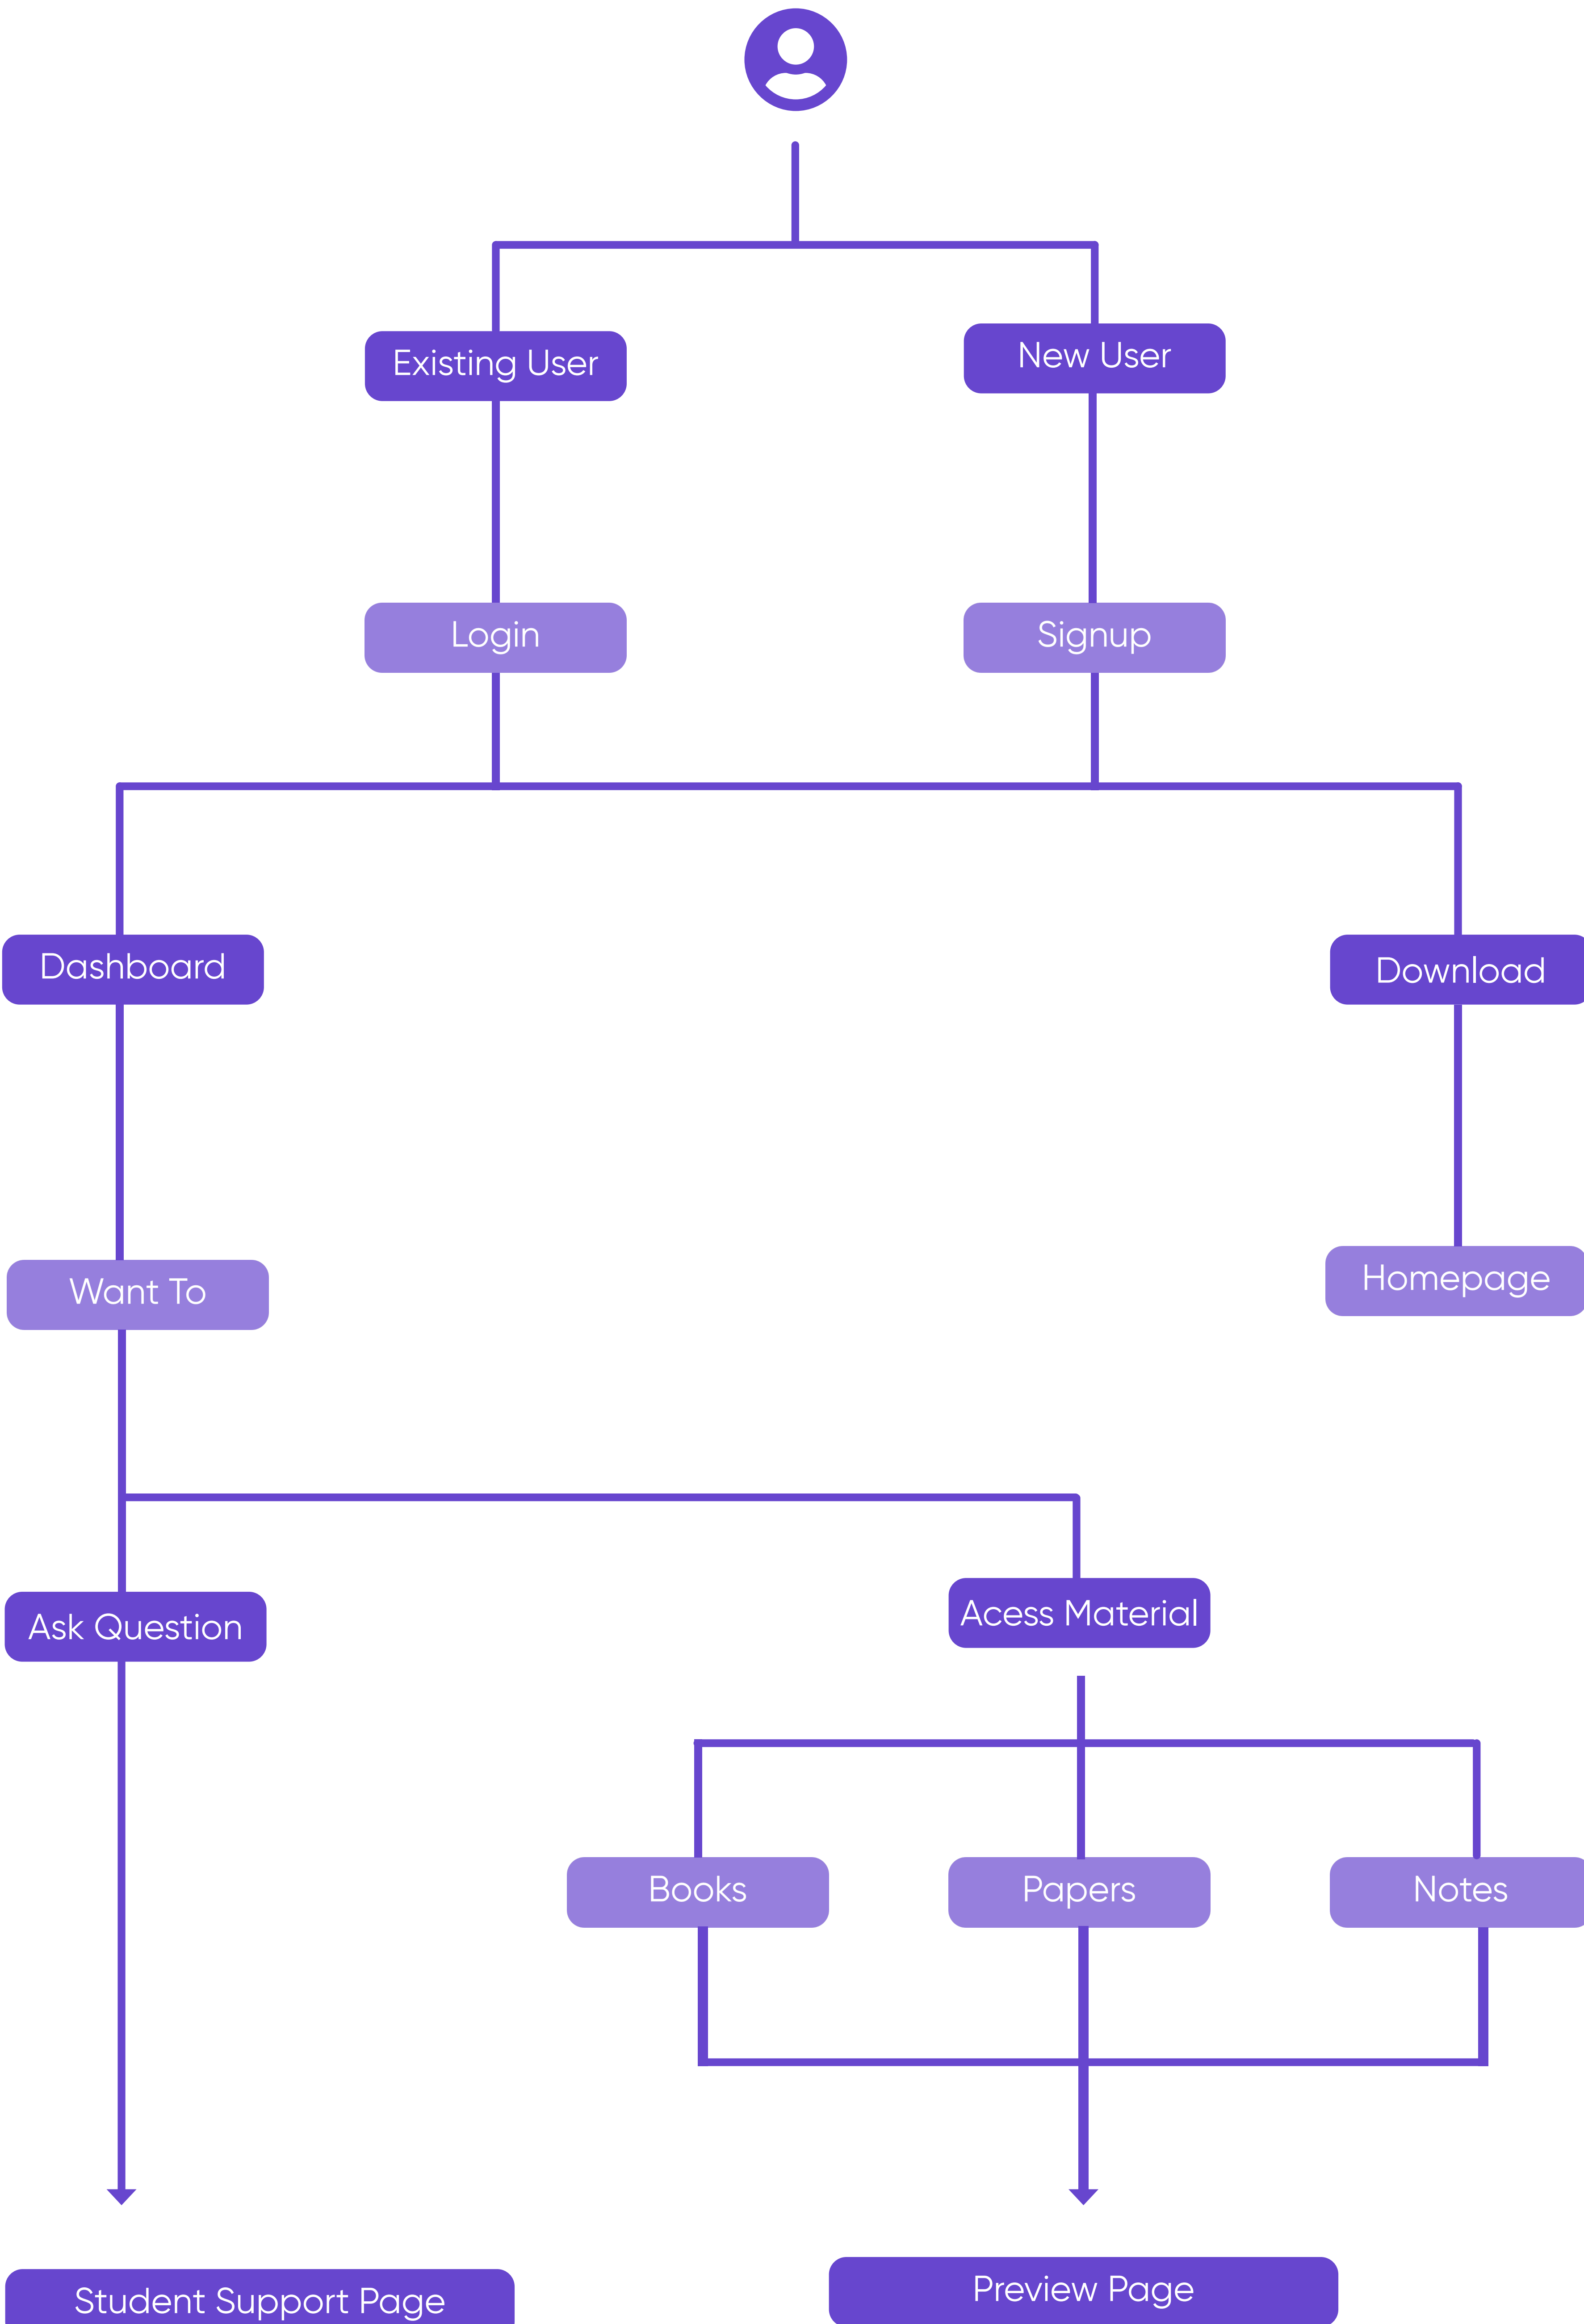 Existing User
New User
Login
Signup
Dashboard
Download
Want To
Homepage
Ask Question
Acess Material
Books
Papers
Notes
Student Support Page
Preview Page